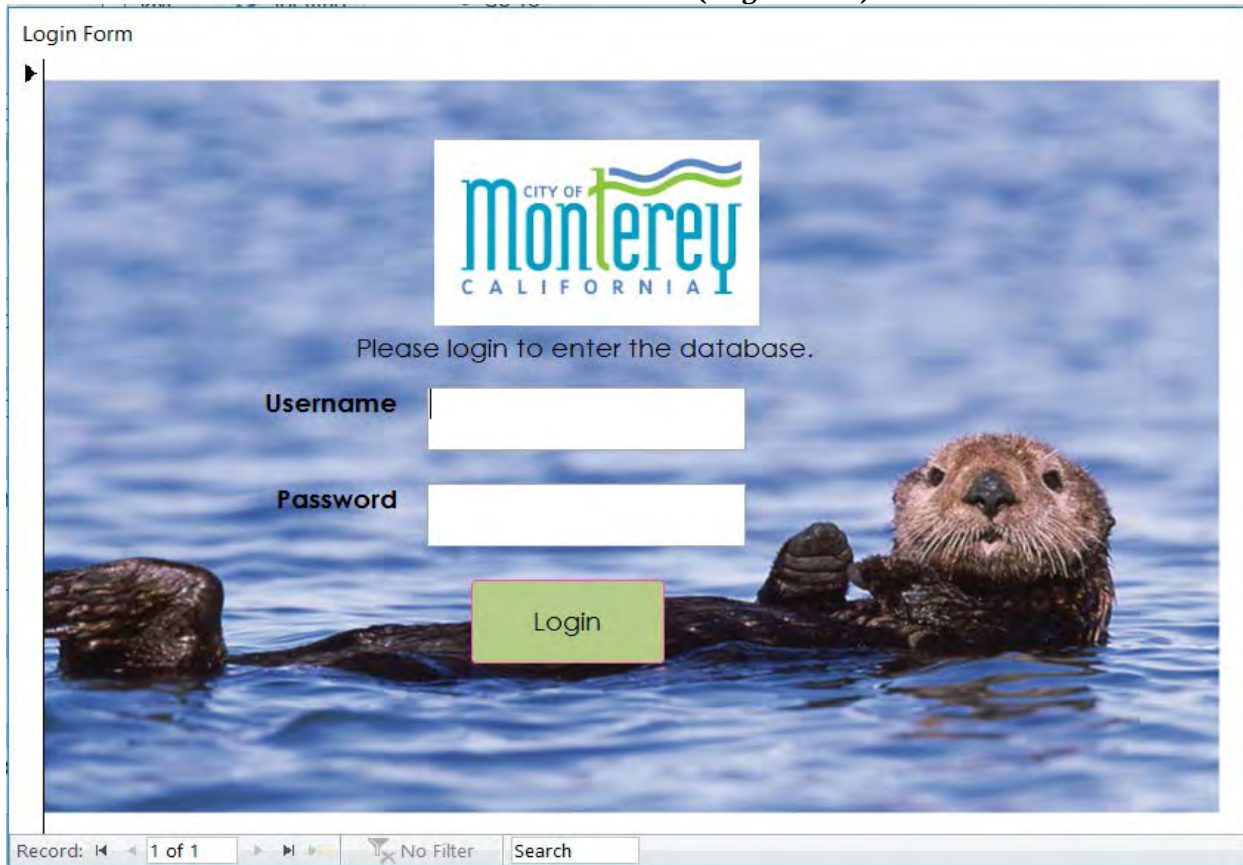 Login Form
CITY OF
Monterey
CALIFORNIA
Please login to enter the database.
Username
Password
Login
Record: 1 of 1 No Filter Search